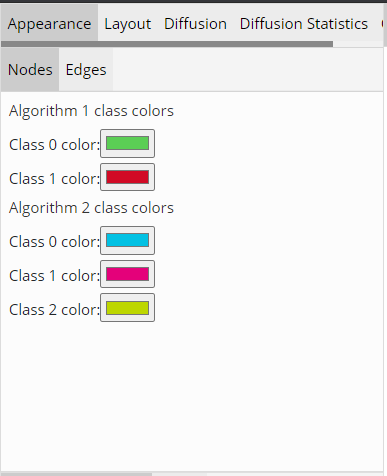 Appearance Layout Diffusion Diffusion Statistics
Nodes Edges
Algorithm 1 class colors
Class 0 color:
Class 1 color:
Algorithm 2 class colors
Class 0 color:
Class 1 color:
Class 2 color: